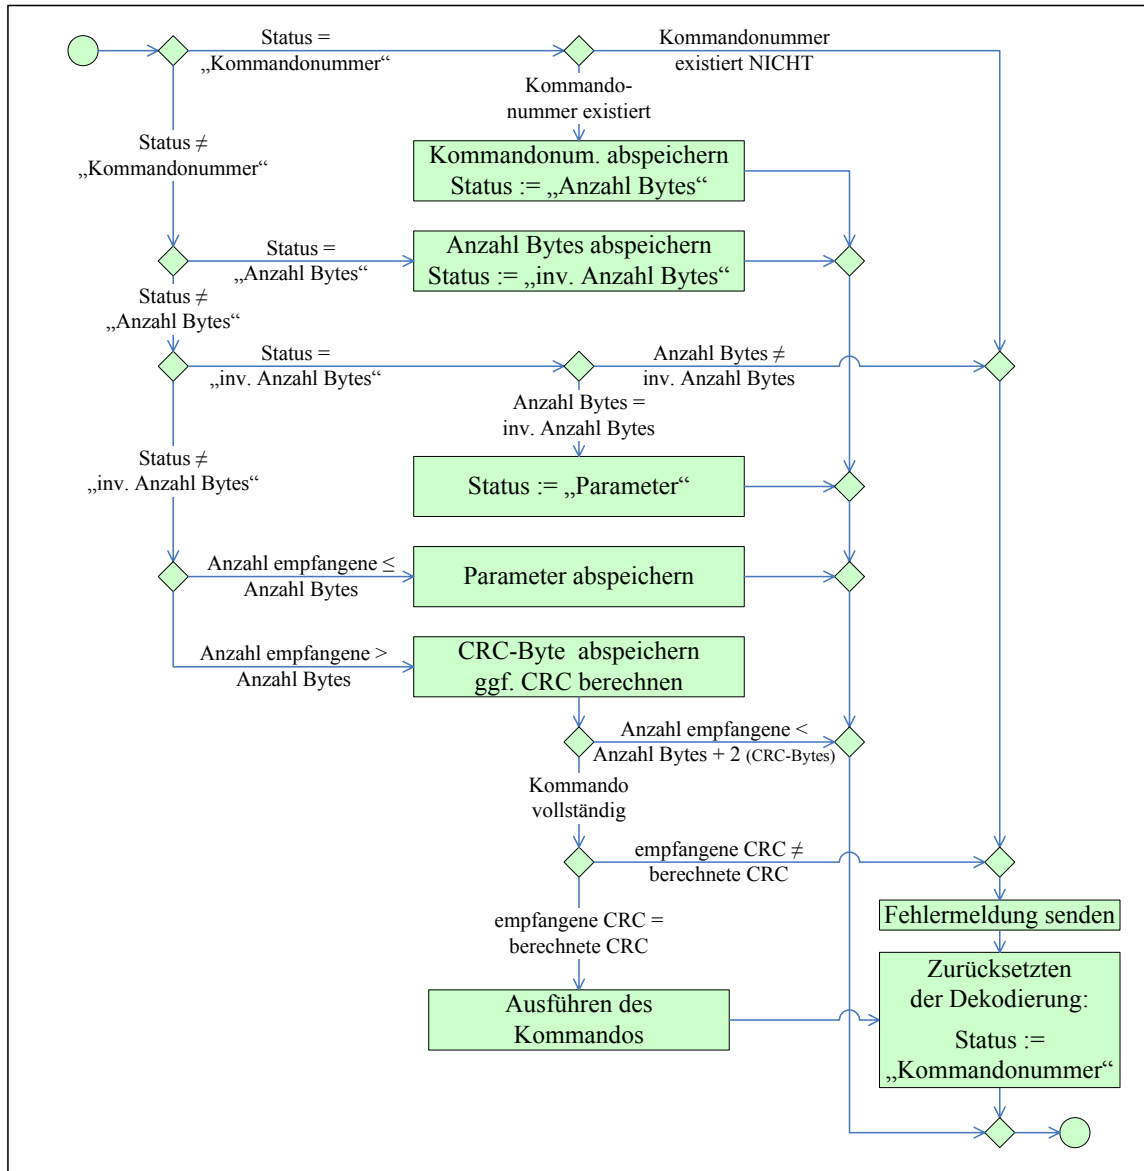 Status =
„Kommandonummer“
Kommandonummer
existiert NICHT
Kommando-
nummer existiert
Status ≠
„Kommandonummer“
Kommandonum. abspeichern
Status := „Anzahl Bytes“
Status =
„Anzahl Bytes“
Anzahl Bytes abspeichern
Status := „inv. Anzahl Bytes“
Status ≠
„Anzahl Bytes“
Status =
„inv. Anzahl Bytes“
Anzahl Bytes ≠
inv. Anzahl Bytes
Anzahl Bytes =
inv. Anzahl Bytes
Status ≠
„inv. Anzahl Bytes“
Status := „Parameter“
Anzahl empfangene ≤
Anzahl Bytes
Parameter abspeichern
Anzahl empfangene >
Anzahl Bytes
CRC-Byte abspeichern
ggf. CRC berechnen
Anzahl empfangene <
Anzahl Bytes + 2 (CRC-Bytes)
Kommando
vollständig
empfangene CRC ≠
berechnete CRC
empfangene CRC =
berechnete CRC
Fehlermeldung senden
Zurücksetzten
der Dekodierung:
Status :=
„Kommandonummer“
Ausführen des
Kommandos